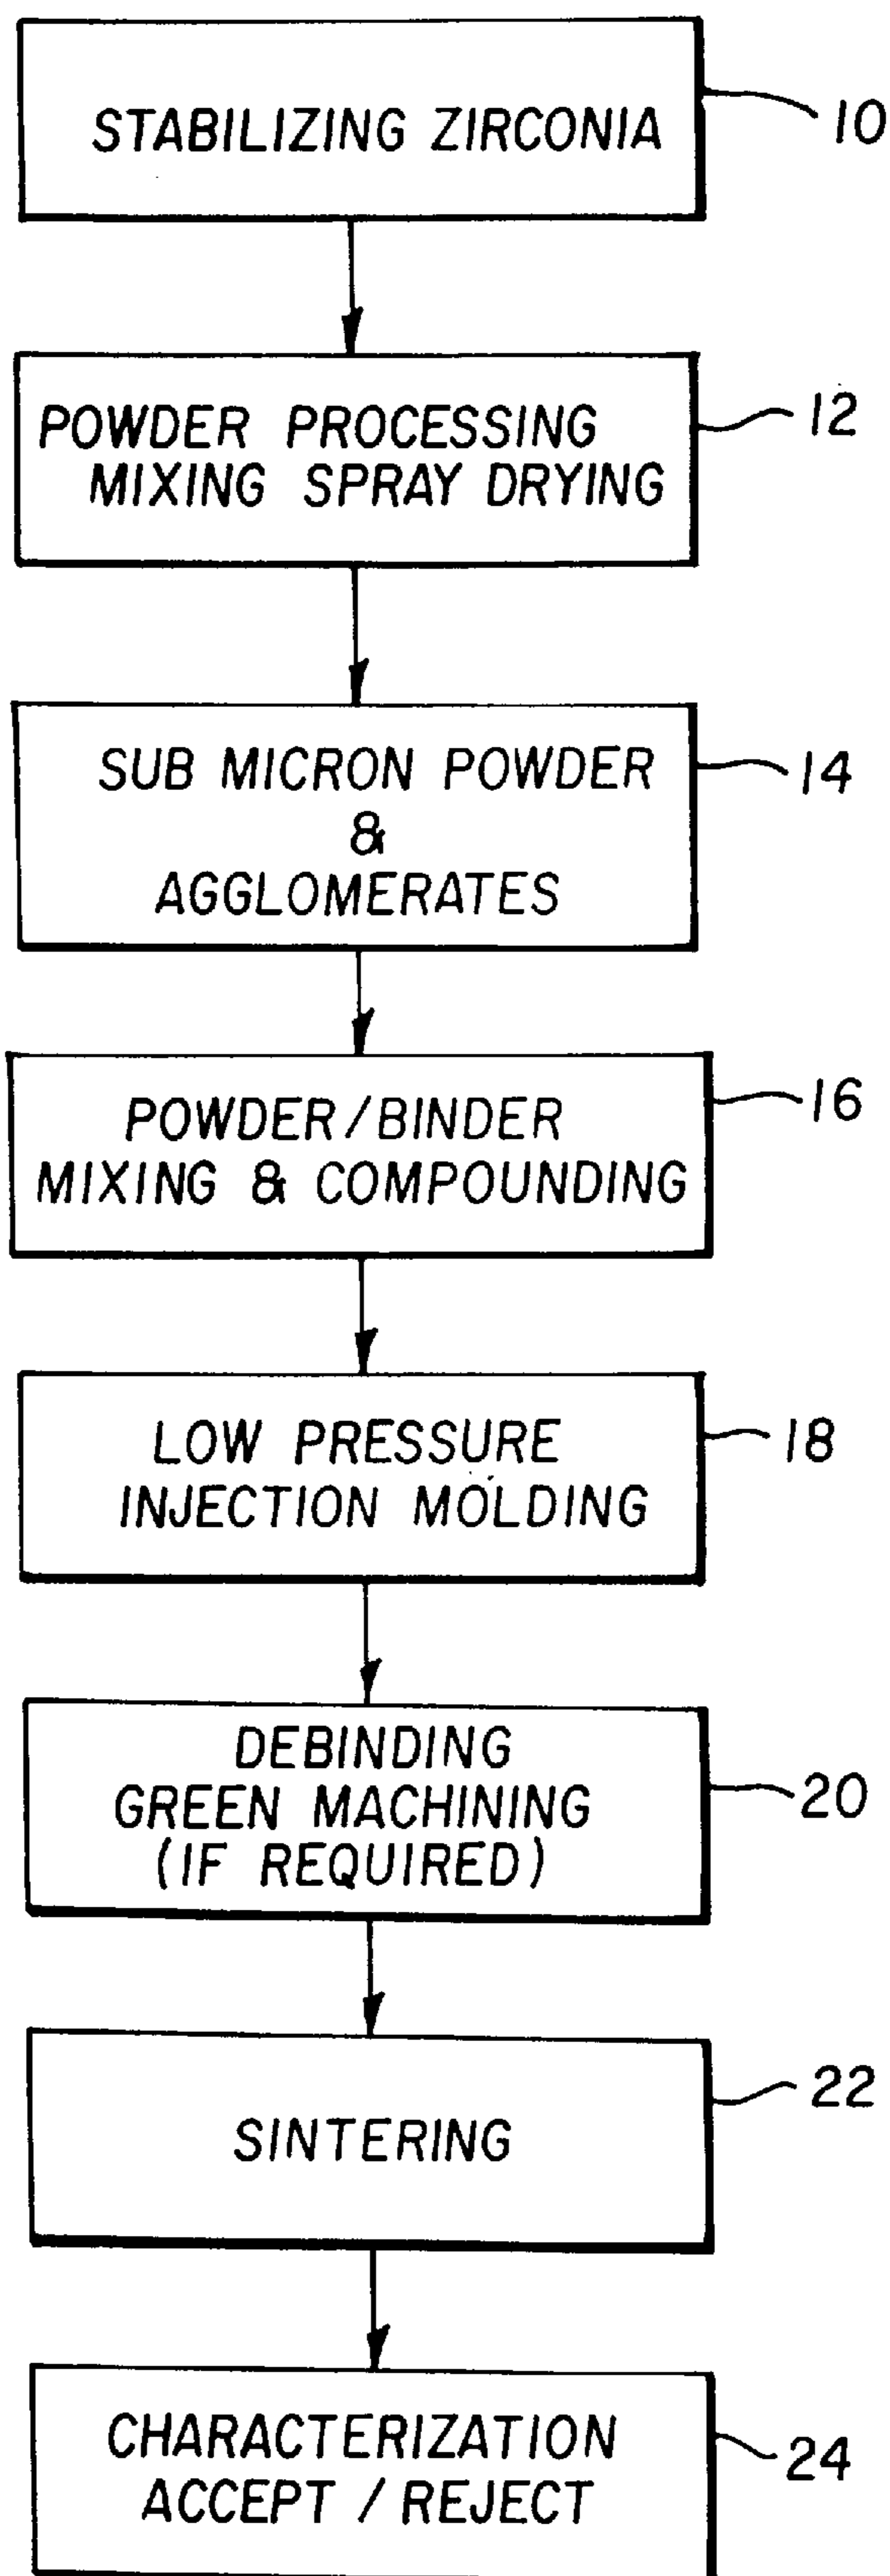 STABILIZING ZIRCONIA
10
POWDER PROCESSING
MIXING SPRAY DRYING
12
SUB MICRON POWDER
&
AGGLOMERATES
14
POWDER/BINDER
MIXING & COMPOUNDING
16
LOW PRESSURE
INJECTION MOLDING
18
DEBINDING
GREEN MACHINING
(IF REQUIRED)
20
SINTERING
22
CHARACTERIZATION
ACCEPT / REJECT
24